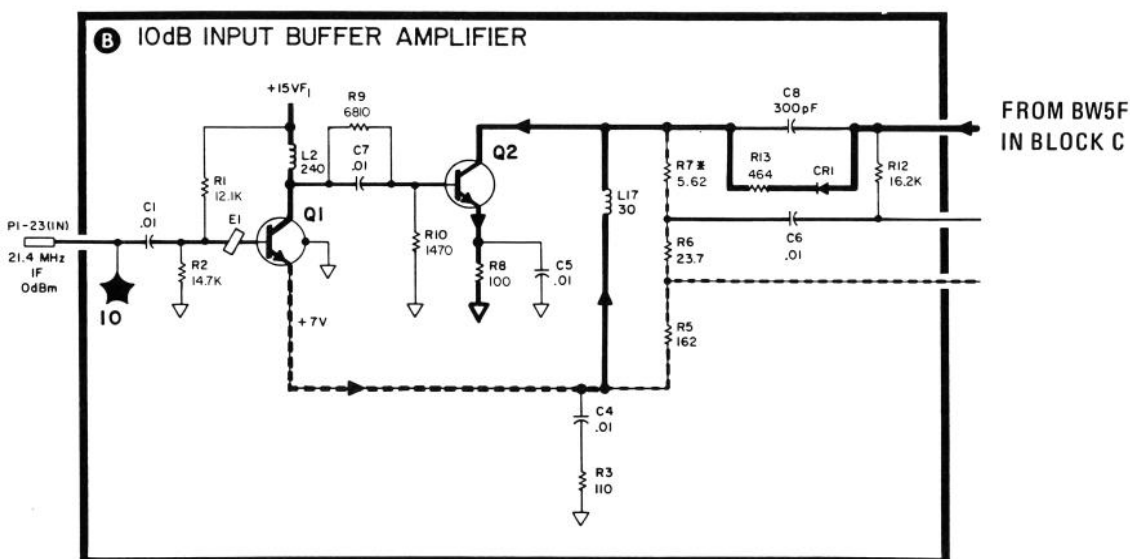 B 10dB INPUT BUFFER AMPLIFIER
+15VF1
R9
6810
C8
300pF
FROM BW5F
IN BLOCK C
L2
240
C7
.01
Q2
R1
12.1K
R7*
5.62
R13
464
CR1
R12
16.2K
L17
30
C1
.01
E1
Q1
P1-23(IN)
21.4 MHz
IF
0dBm
R2
14.7K
R10
1470
R8
100
C5
.01
R6
23.7
C6
.01
10
+7V
R5
162
C4
.01
R3
110